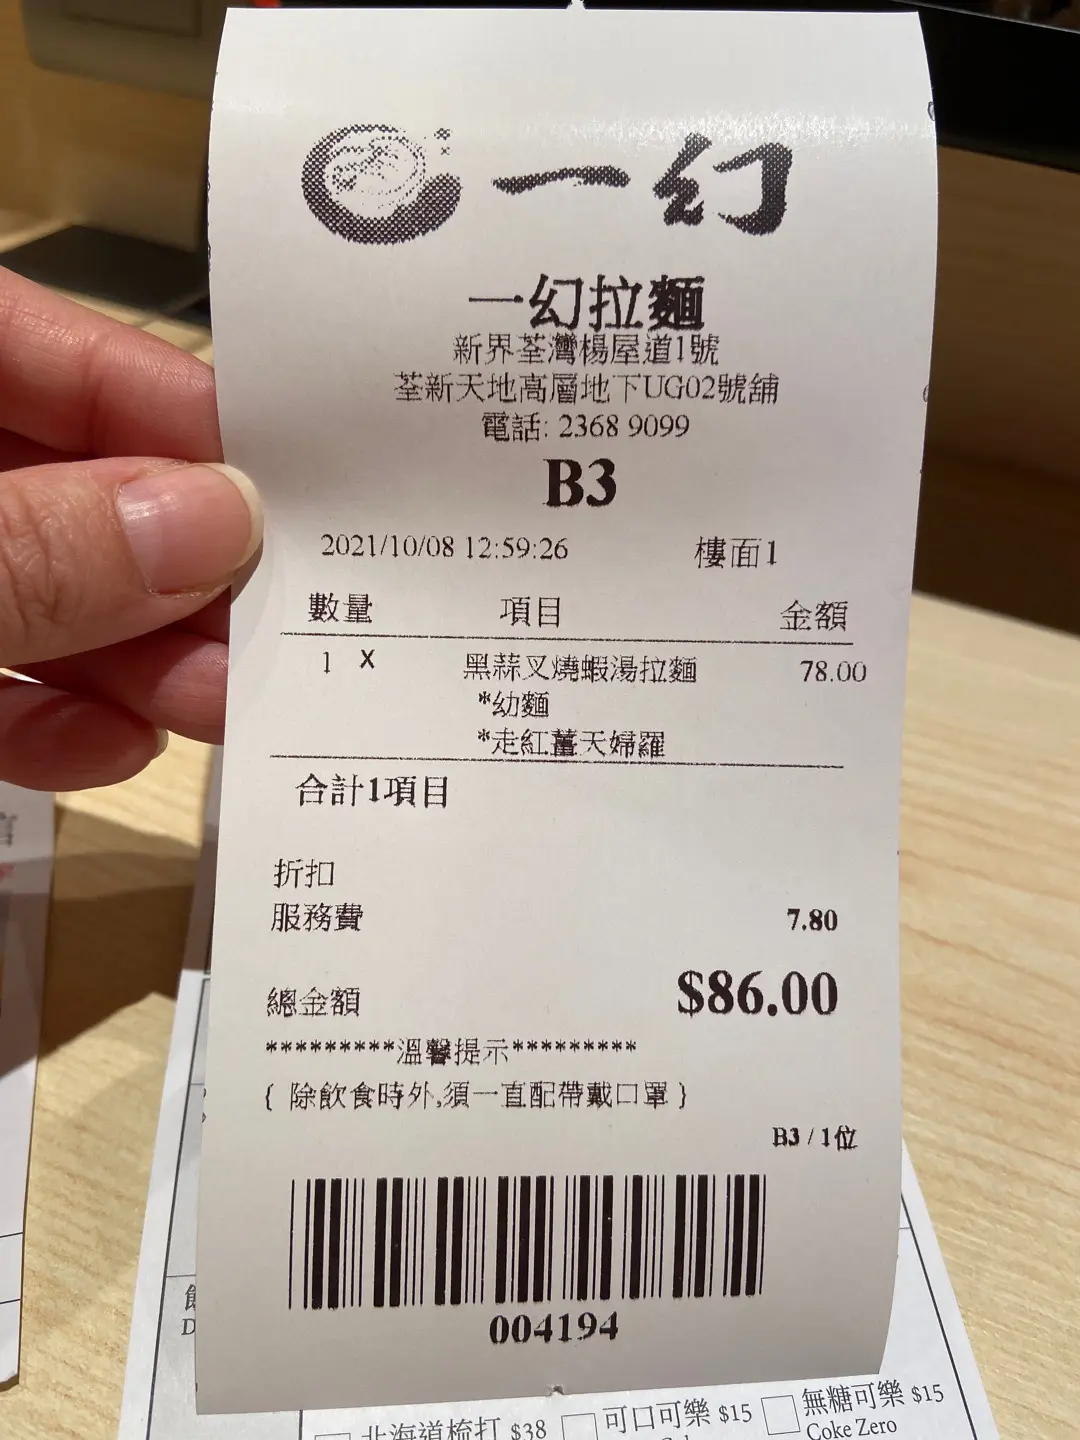 一幻
一幻拉麵
新界荃灣楊屋道1號
荃新天地高層地下UG02號舖
電話: 2368 9099
B3
2021/10/08 12:59:26 樓面1
數量 項目 金額
1 X 黑蒜叉燒蝦湯拉麵 78.00
*幼麵
*走紅薑天婦羅
合計1項目
折扣
服務費 7.80
總金額 $86.00
*********溫馨提示*********
{ 除飲食時外,須一直配帶戴口罩 }
B3 / 1位
004194
北海道梳打 $38 可口可樂 $15 無糖可樂 $15
Coke Zero